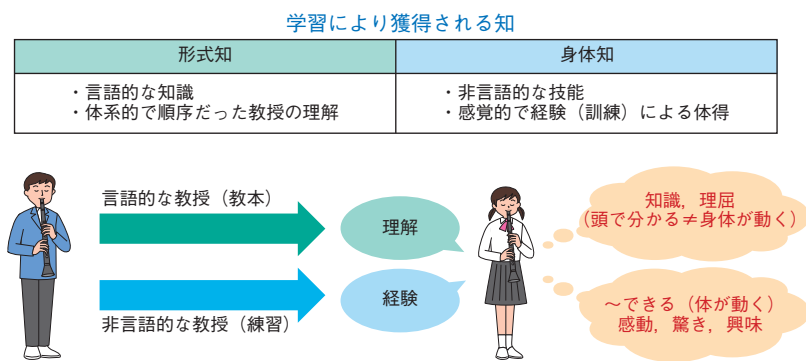 学習により獲得される知
形式知
身体知
・言語的な知識
・体系的で順序だった教授の理解
・非言語的な技能
・感覚的で経験（訓練）による体得
言語的な教授（教本）
理解
知識，理屈
（頭で分かる≠身体が動く）
経験
非言語的な教授（練習）
～できる（体が動く）
感動，驚き，興味